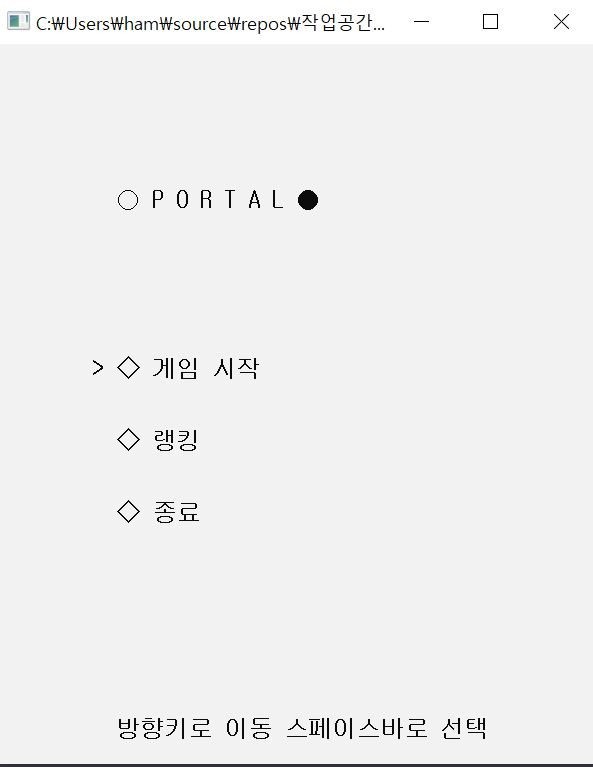 C:₩Users₩ham₩source₩repos₩작업공간...
○ P O R T A L ●
> ◇ 게임 시작
◇ 랭킹
◇ 종료
방향키로 이동 스페이스바로 선택